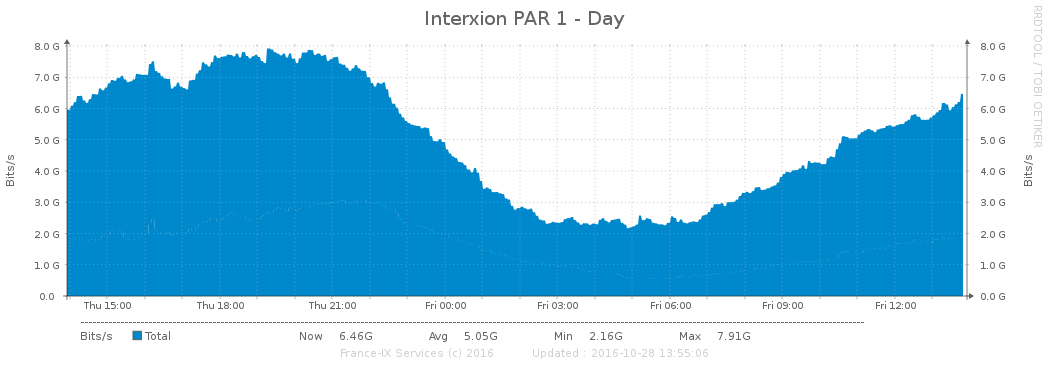 Interxion PAR 1 - Day
RRDTOOL / TOBI OETIKER
8.0 G 8.0 G
7.0 G 7.0 G
6.0 G 6.0 G
5.0 G 5.0 G
Bits/s Bits/s
4.0 G 4.0 G
3.0 G 3.0 G
2.0 G 2.0 G
1.0 G 1.0 G
0.0 0.0 G
Thu 15:00 Thu 18:00 Thu 21:00 Fri 00:00 Fri 03:00 Fri 06:00 Fri 09:00 Fri 12:00
Bits/s Total Now 6.46G Avg 5.05G Min 2.16G Max 7.91G
France-IX Services (c) 2016 Updated : 2016-10-28 13:55:06